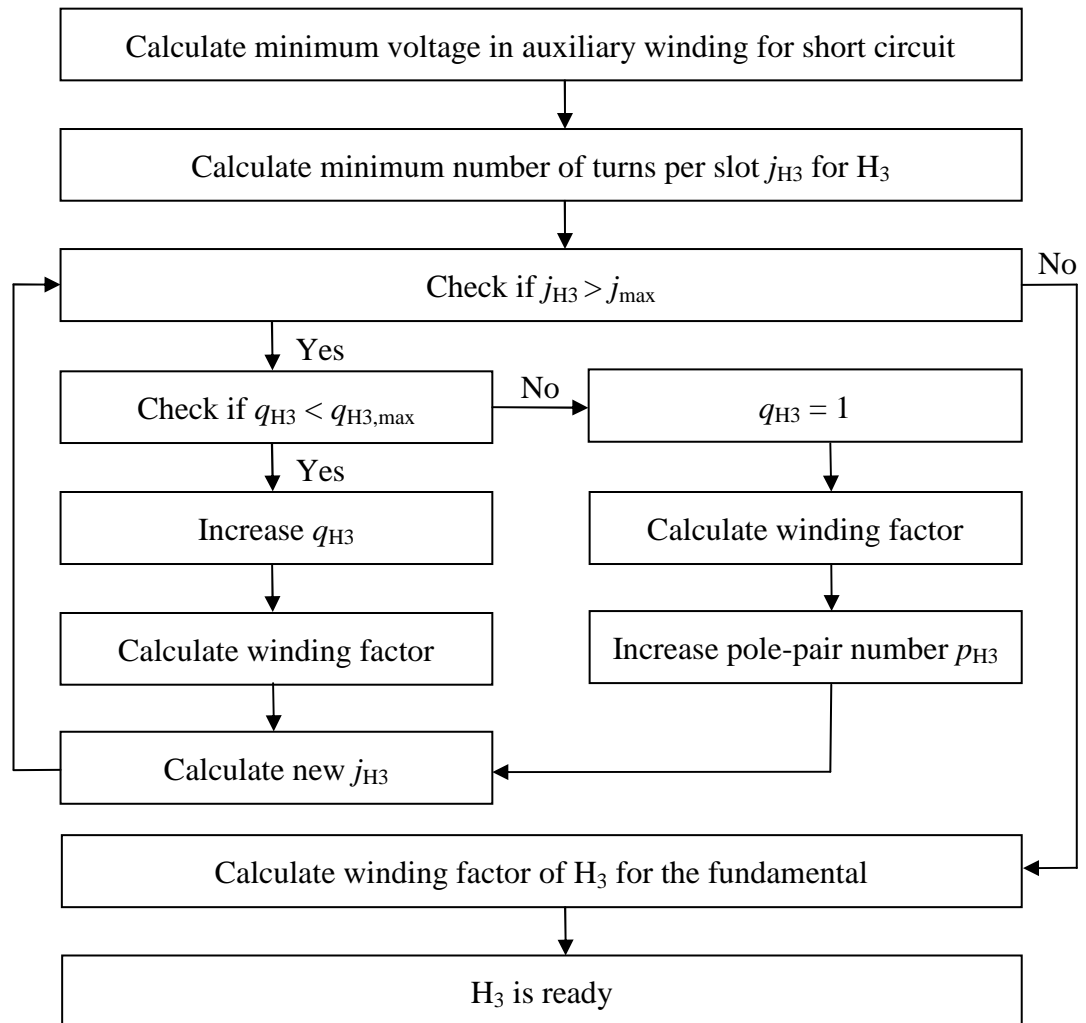 Calculate minimum voltage in auxiliary winding for short circuit
Calculate minimum number of turns per slot jH3 for H3
No
Check if jH3 > jmax
Yes
Check if qH3 < qH3,max
No
qH3 = 1
Yes
Increase qH3
Calculate winding factor
Calculate winding factor
Increase pole-pair number pH3
Calculate new jH3
Calculate winding factor of H3 for the fundamental
H3 is ready